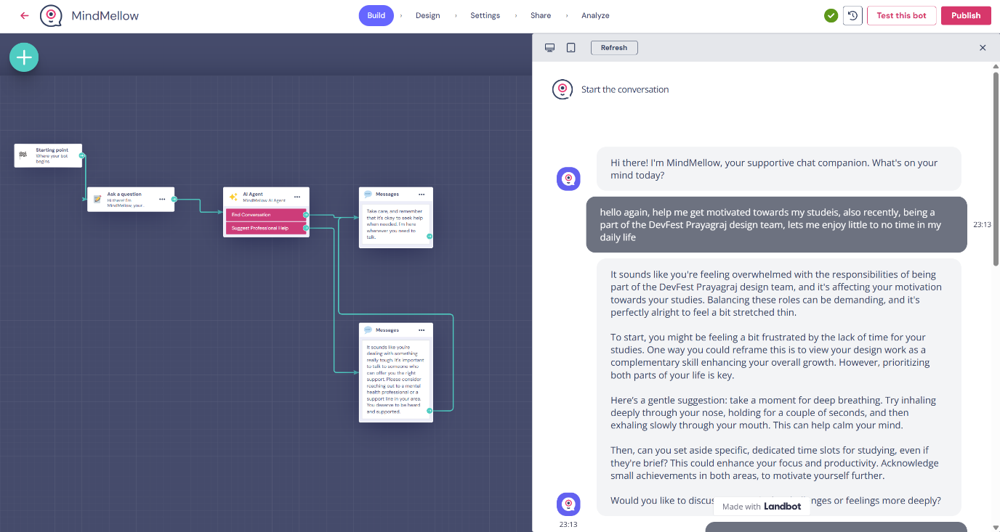 MindMellow
Build
Design
Settings
Share
Analyze
Test this bot
Publish
Refresh
Starting point
Where your bot
begins
Ask a question
Hi there! I'm
MindMellow, your...
AI Agent
MindMellow AI Agent
End Conversation
Suggest Professional Help
Messages
Take care, and remember
that it's okay to seek help
when needed. I'm here
whenever you need to
talk.
Messages
It sounds like you're
dealing with something
really tough. It's important
to talk to someone who
can offer you the right
support. Please consider
reaching out to a mental
health professional or a
support line in your area.
You deserve to be heard
and supported.
Start the conversation
Hi there! I'm MindMellow, your supportive chat companion. What's on your
mind today?
hello again, help me get motivated towards my studeis, also recently, being a
part of the DevFest Prayagraj design team, lets me enjoy little to no time in my
daily life
23:13
It sounds like you're feeling overwhelmed with the responsibilities of being
part of the DevFest Prayagraj design team, and it's affecting your motivation
towards your studies. Balancing these roles can be demanding, and it's
perfectly alright to feel a bit stretched thin.
To start, you might be feeling a bit frustrated by the lack of time for your
studies. One way you could reframe this is to view your design work as a
complementary skill enhancing your overall growth. However, prioritizing
both parts of your life is key.
Here's a gentle suggestion: take a moment for deep breathing. Try inhaling
deeply through your nose, holding for a couple of seconds, and then
exhaling slowly through your mouth. This can help calm your mind.
Then, can you set aside specific, dedicated time slots for studying, even if
they're brief? This could enhance your focus and productivity. Acknowledge
small achievements in both areas, to motivate yourself further.
Would you like to or feelings more deeply?
Made with Landbot
23:13